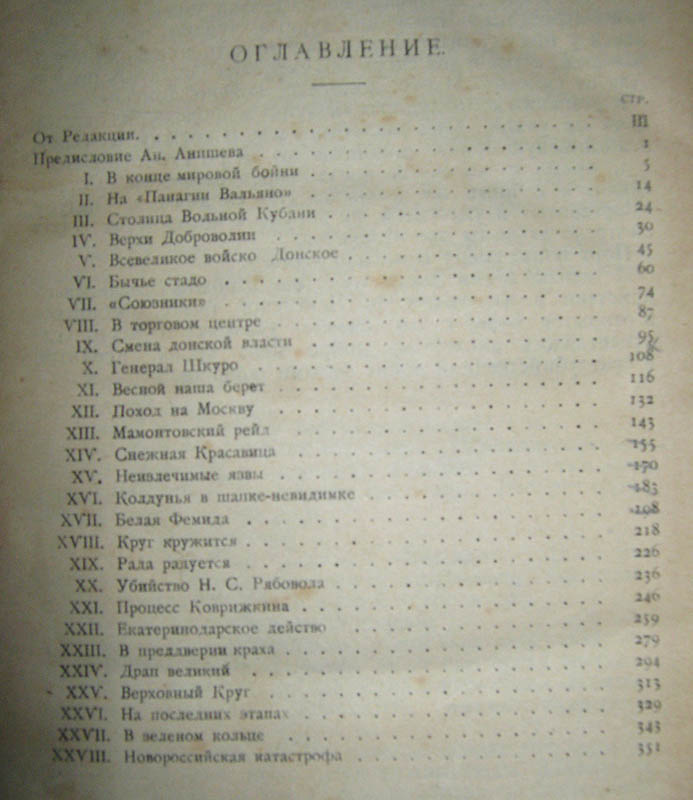 ОГЛАВЛЕНИЕ.
СТР.
От Редакции. III
Предисловие Ан. Анишева 1
I. В конце мировой бойни 5
II. На «Панагии Вальяно» 14
III. Столица Вольной Кубани 24
IV. Верхи Доброволии 30
V. Всевеликое войско Донское 45
VI. Бычье стадо 60
VII. «Союзники» 74
VIII. В торговом центре 87
IX. Смена донской власти 95
X. Генерал Шкуро 108
XI. Весной наша берет 116
XII. Поход на Москву 132
XIII. Мамонтовский рейд 143
XIV. Снежная Красавица 155
XV. Неизлечимые язвы 170
XVI. Колдунья в шапке-невидимке 183
XVII. Белая Фемида 198
XVIII. Круг кружится 218
XIX. Рада радуется 226
XX. Убийство Н. С. Рябовола 236
XXI. Процесс Коврижкина 246
XXII. Екатеринодарское действо 259
XXIII. В преддверии краха 279
XXIV. Драп великий 294
XXV. Верховный Круг 313
XXVI. На последних этапах 329
XXVII. В зеленом кольце 343
XXVIII. Новороссийская катастрофа 351